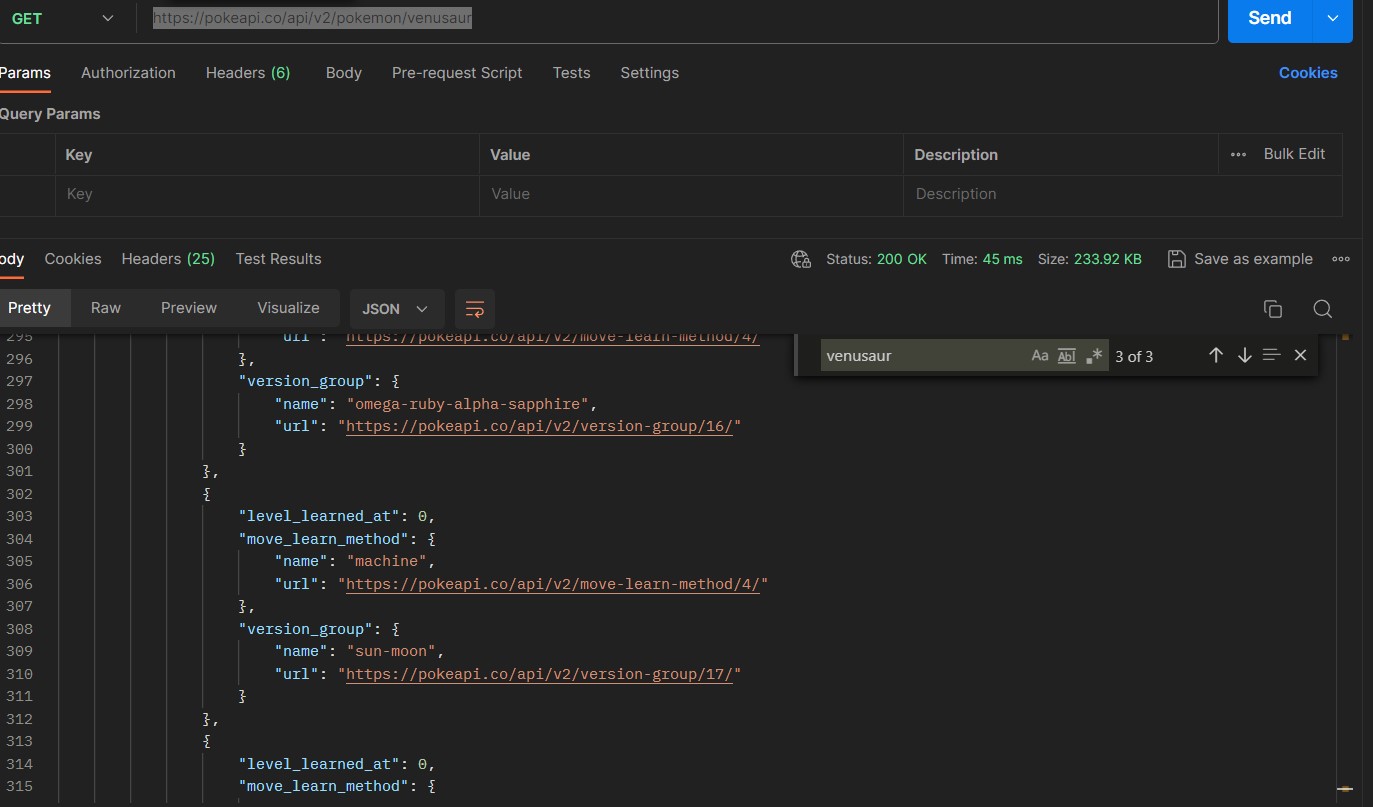 GET https://pokeapi.co/api/v2/pokemon/venusaur Send
Params Authorization Headers (6) Body Pre-request Script Tests Settings Cookies
Query Params
Key Value Description Bulk Edit
Key Value Description
ody Cookies Headers (25) Test Results Status: 200 OK Time: 45 ms Size: 233.92 KB Save as example
Pretty Raw Preview Visualize JSON
venusaur Aa Abl .* 3 of 3
295 "url": "https://pokeapi.co/api/v2/move-learn-method/4/"
296 },
297 "version_group": {
298 "name": "omega-ruby-alpha-sapphire",
299 "url": "https://pokeapi.co/api/v2/version-group/16/"
300 }
301 },
302 {
303 "level_learned_at": 0,
304 "move_learn_method": {
305 "name": "machine",
306 "url": "https://pokeapi.co/api/v2/move-learn-method/4/"
307 },
308 "version_group": {
309 "name": "sun-moon",
310 "url": "https://pokeapi.co/api/v2/version-group/17/"
311 }
312 },
313 {
314 "level_learned_at": 0,
315 "move_learn_method": {